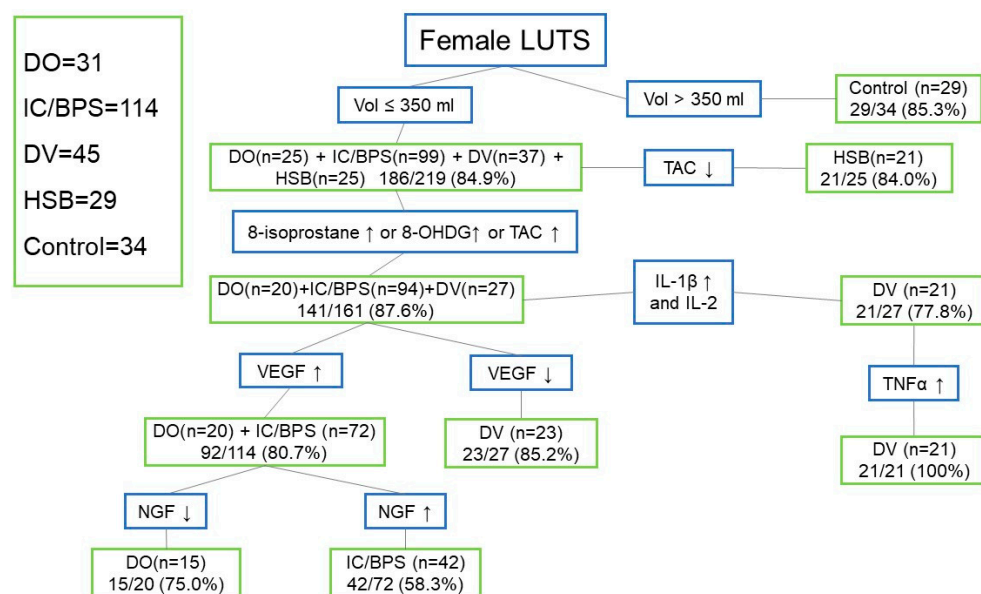 DO=31
IC/BPS=114
DV=45
HSB=29
Control=34
Female LUTS
Vol ≤ 350 ml
Vol > 350 ml
Control (n=29)
29/34 (85.3%)
DO(n=25) + IC/BPS(n=99) + DV(n=37) +
HSB(n=25) 186/219 (84.9%)
TAC ↓
HSB(n=21)
21/25 (84.0%)
8-isoprostane ↑ or 8-OHDG↑ or TAC ↑
DO(n=20)+IC/BPS(n=94)+DV(n=27)
141/161 (87.6%)
IL-1β ↑
and IL-2
DV (n=21)
21/27 (77.8%)
VEGF ↑
VEGF ↓
TNFα ↑
DO(n=20) + IC/BPS (n=72)
92/114 (80.7%)
DV (n=23)
23/27 (85.2%)
DV (n=21)
21/21 (100%)
NGF ↓
NGF ↑
DO(n=15)
15/20 (75.0%)
IC/BPS (n=42)
42/72 (58.3%)